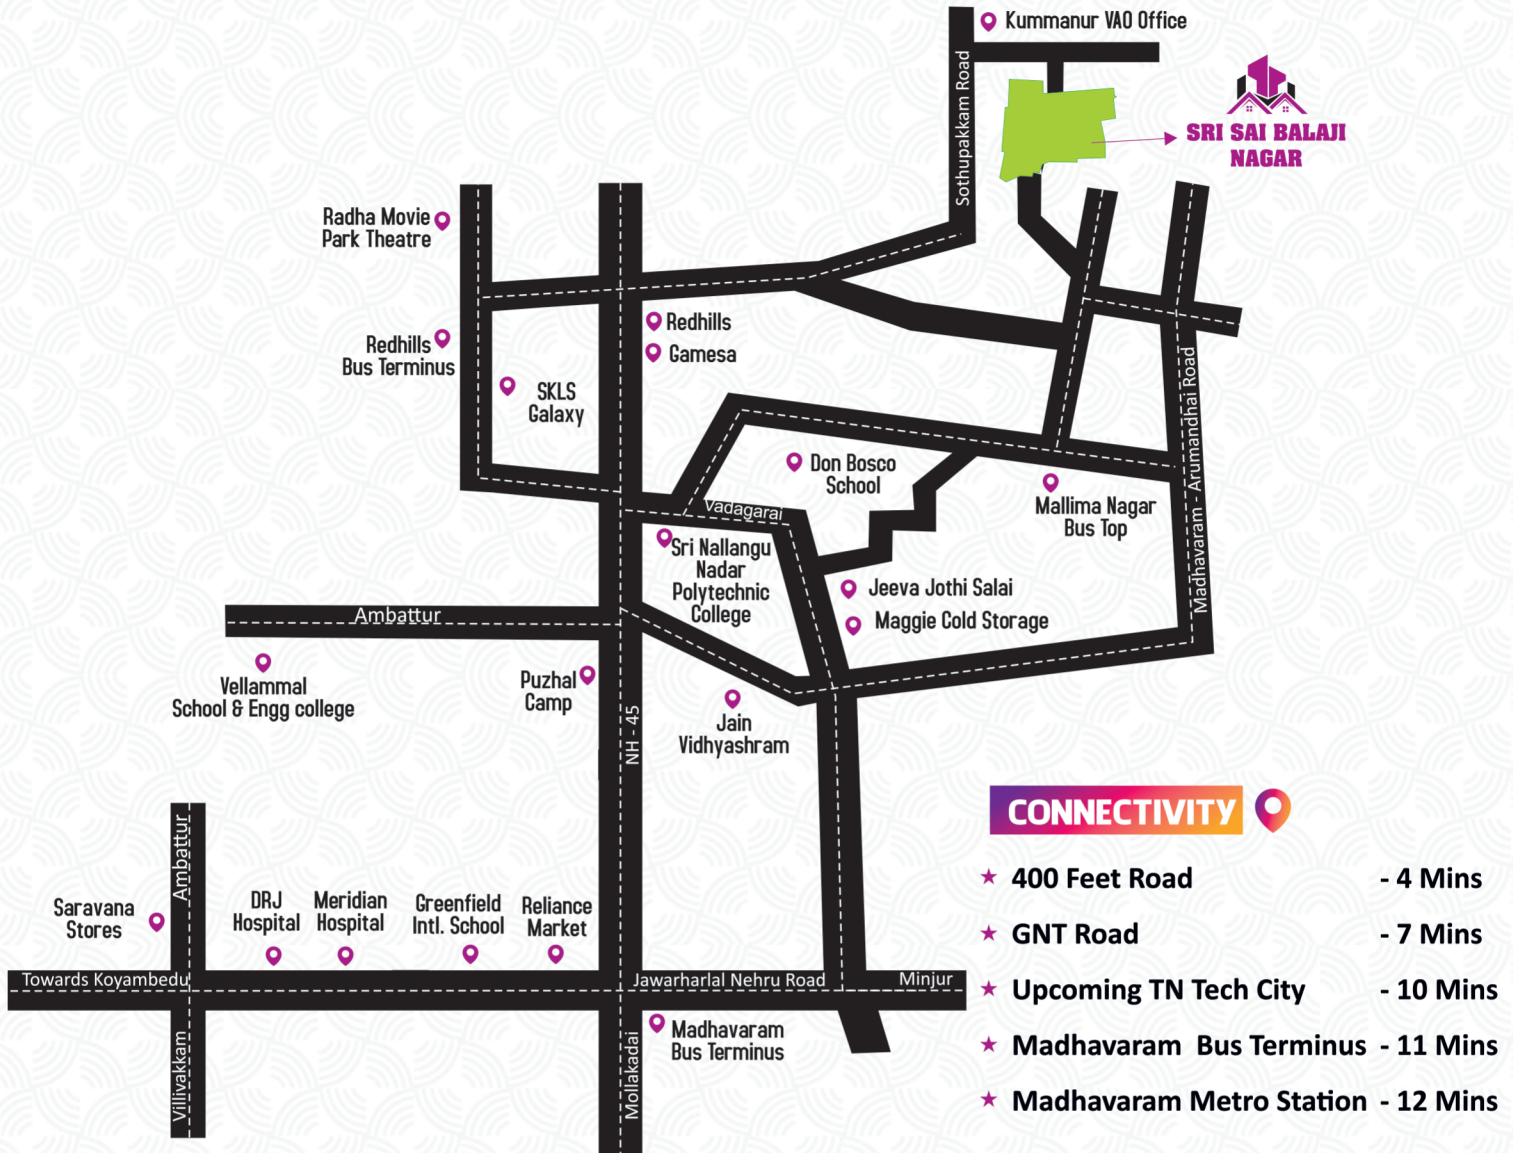 Kummanur VAO Office
Sothupakkam Road
SRI SAI BALAJI
NAGAR
Radha Movie
Park Theatre
Redhills
Bus Terminus
SKLS
Galaxy
Redhills
Gamesa
Don Bosco
School
Vadagarai
Mallima Nagar
Bus Top
Madhavaram - Arumandhai Road
Sri Nallangu
Nadar
Polytechnic
College
Jeeva Jothi Salai
Maggie Cold Storage
Ambattur
Vellammal
School & Engg college
Puzhal
Camp
NH - 45
Jain
Vidhyashram
CONNECTIVITY
★ 400 Feet Road - 4 Mins
★ GNT Road - 7 Mins
★ Upcoming TN Tech City - 10 Mins
★ Madhavaram Bus Terminus - 11 Mins
★ Madhavaram Metro Station - 12 Mins
Ambattur
Saravana
Stores
DRJ
Hospital
Meridian
Hospital
Greenfield
Intl. School
Reliance
Market
Towards Koyambedu
Jawarharlal Nehru Road
Minjur
Villivakam
Mollakadai
Madhavaram
Bus Terminus